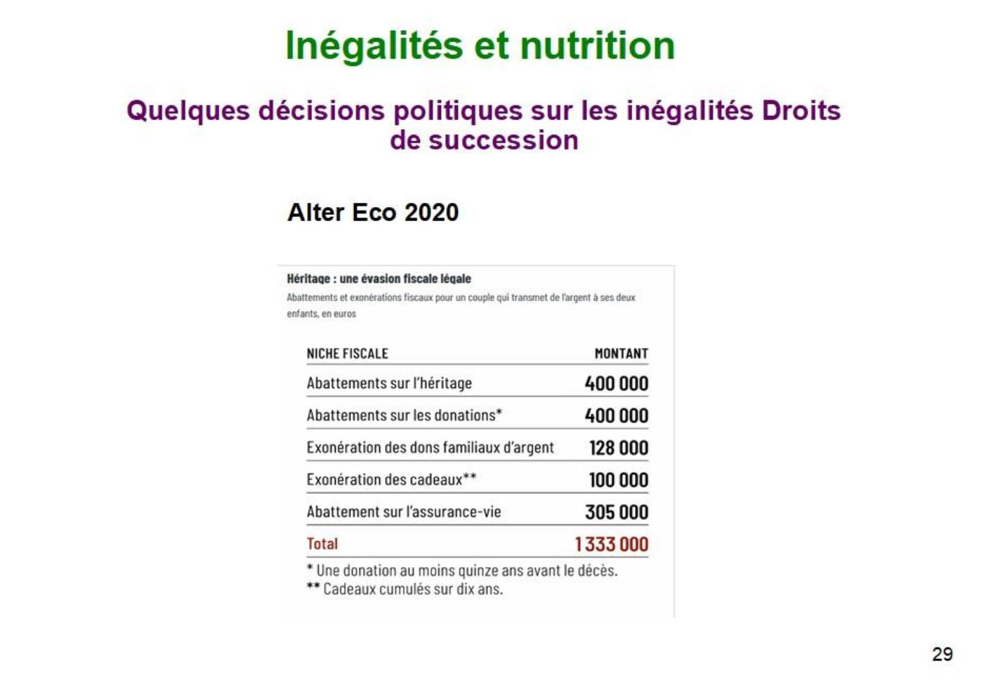 Inégalités et nutrition
Quelques décisions politiques sur les inégalités Droits
de succession
Alter Eco 2020
Héritage : une évasion fiscale légale
Abattements et exonérations fiscaux pour un couple qui transmet de l'argent à ses deux
enfants, en euros
NICHE FISCALE MONTANT
Abattements sur l'héritage 400 000
Abattements sur les donations* 400 000
Exonération des dons familiaux d'argent 128 000
Exonération des cadeaux** 100 000
Abattement sur l'assurance-vie 305 000
Total 1 333 000
* Une donation au moins quinze ans avant le décès.
** Cadeaux cumulés sur dix ans.
29